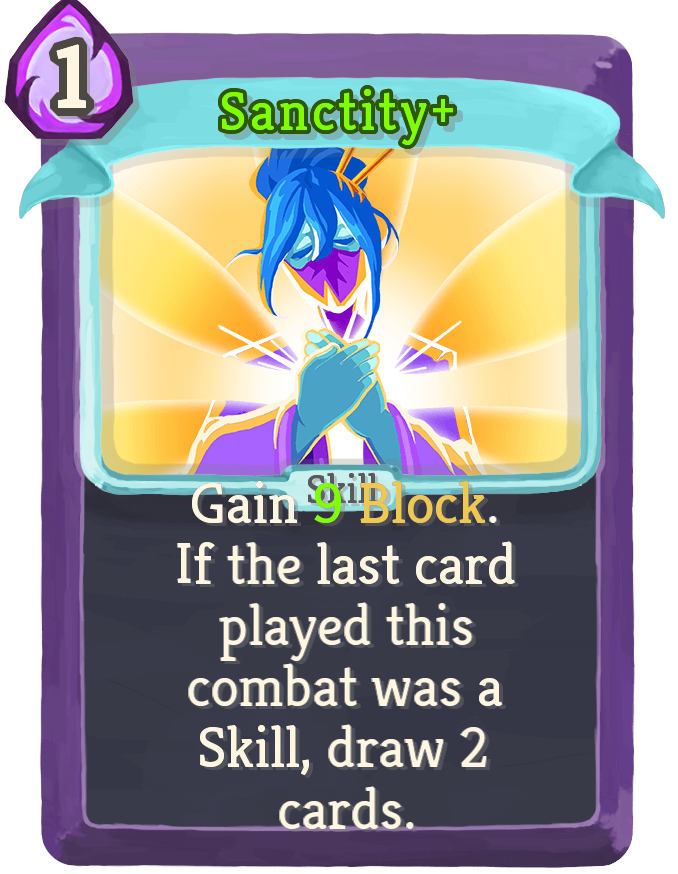 1
Sanctity+
Skill
Gain 9 Block.
If the last card
played this
combat was a
Skill, draw 2
cards.